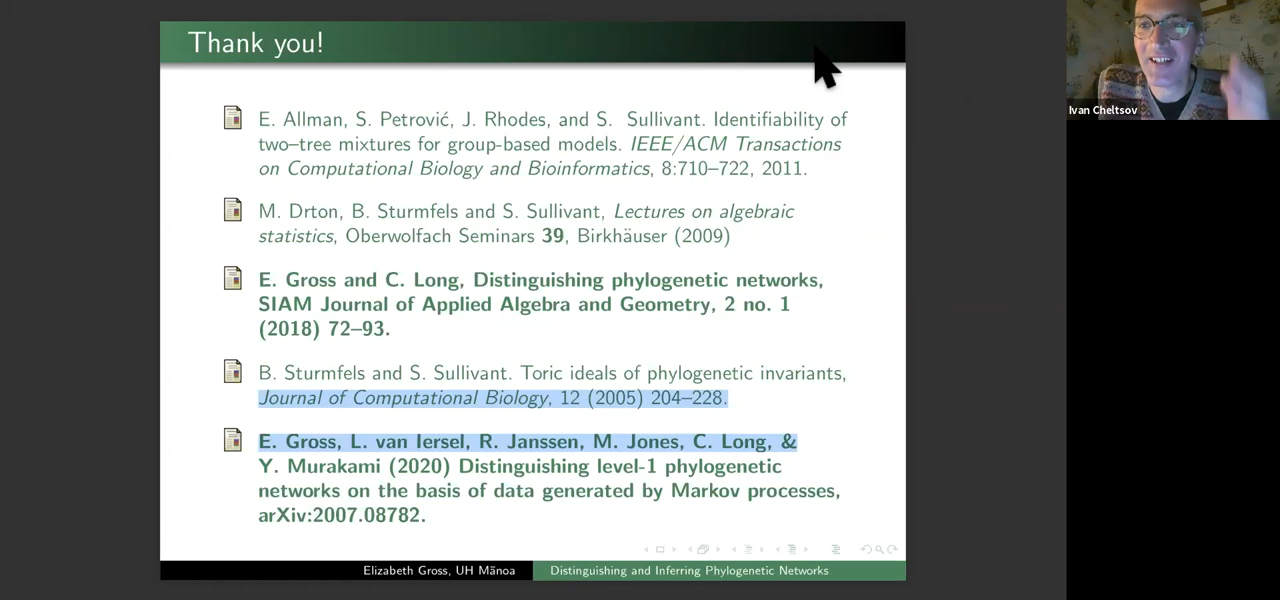 Thank you!
Ivan Cheltsov
E. Allman, S. Petrović, J. Rhodes, and S. Sullivant. Identifiability of
two–tree mixtures for group-based models. IEEE/ACM Transactions
on Computational Biology and Bioinformatics, 8:710–722, 2011.
M. Drton, B. Sturmfels and S. Sullivant, Lectures on algebraic
statistics, Oberwolfach Seminars 39, Birkhäuser (2009)
E. Gross and C. Long, Distinguishing phylogenetic networks,
SIAM Journal of Applied Algebra and Geometry, 2 no. 1
(2018) 72–93.
B. Sturmfels and S. Sullivant. Toric ideals of phylogenetic invariants,
Journal of Computational Biology, 12 (2005) 204–228.
E. Gross, L. van Iersel, R. Janssen, M. Jones, C. Long, &
Y. Murakami (2020) Distinguishing level-1 phylogenetic
networks on the basis of data generated by Markov processes,
arXiv:2007.08782.
Elizabeth Gross, UH Mānoa
Distinguishing and Inferring Phylogenetic Networks